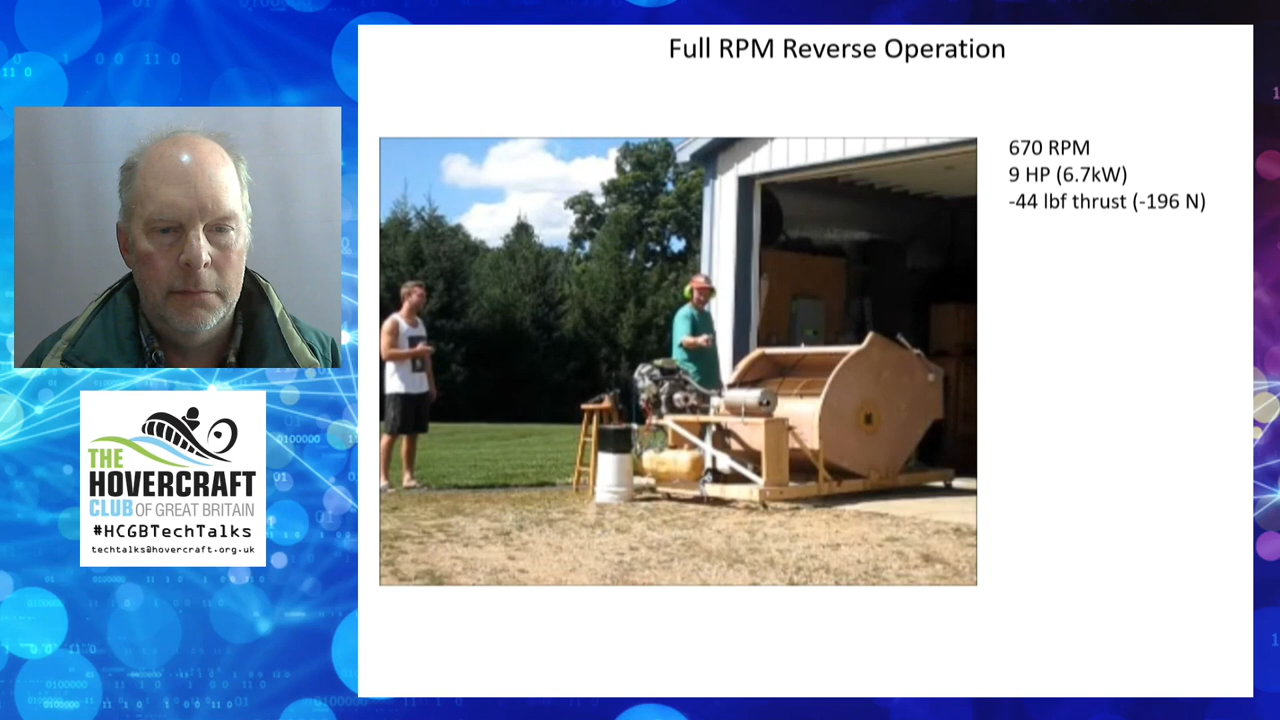 Full RPM Reverse Operation
670 RPM
9 HP (6.7kW)
-44 lbf thrust (-196 N)
THE
HOVERCRAFT
CLUB OF GREAT BRITAIN
#HCGBTechTalks
techtalks@hovercraft.org.uk